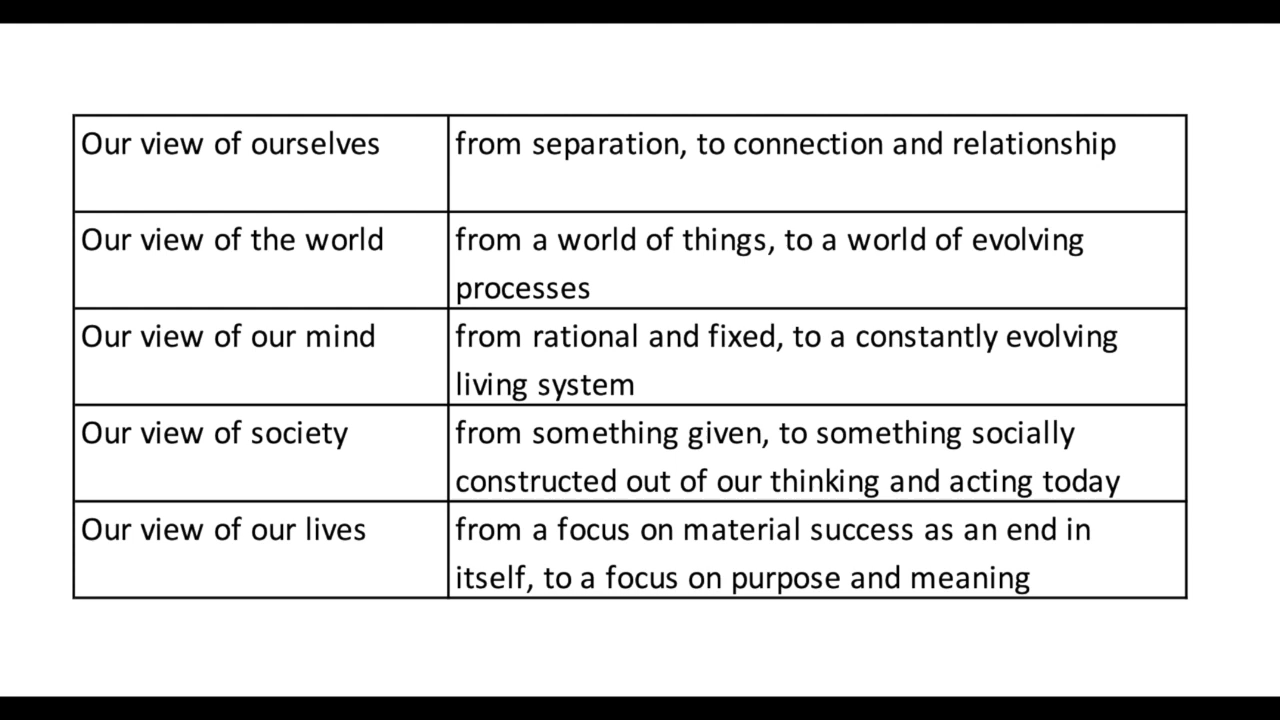 Our view of ourselves
from separation, to connection and relationship
Our view of the world
from a world of things, to a world of evolving
processes
Our view of our mind
from rational and fixed, to a constantly evolving
living system
Our view of society
from something given, to something socially
constructed out of our thinking and acting today
Our view of our lives
from a focus on material success as an end in
itself, to a focus on purpose and meaning